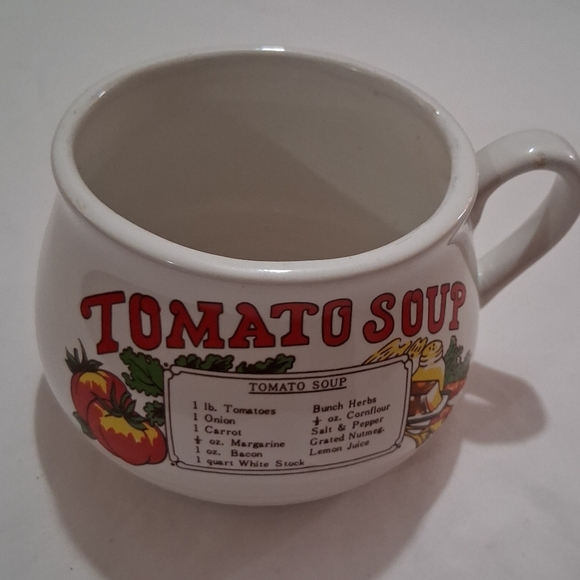 TOMATO SOUP
TOMATO SOUP
1 lb. Tomatoes
1 Onion
1 Carrot
½ oz. Margarine
1 oz. Bacon
1 quart White Stock
Bunch Herbs
½ oz. Cornflour
Salt & Pepper
Grated Nutmeg.
Lemon Juice